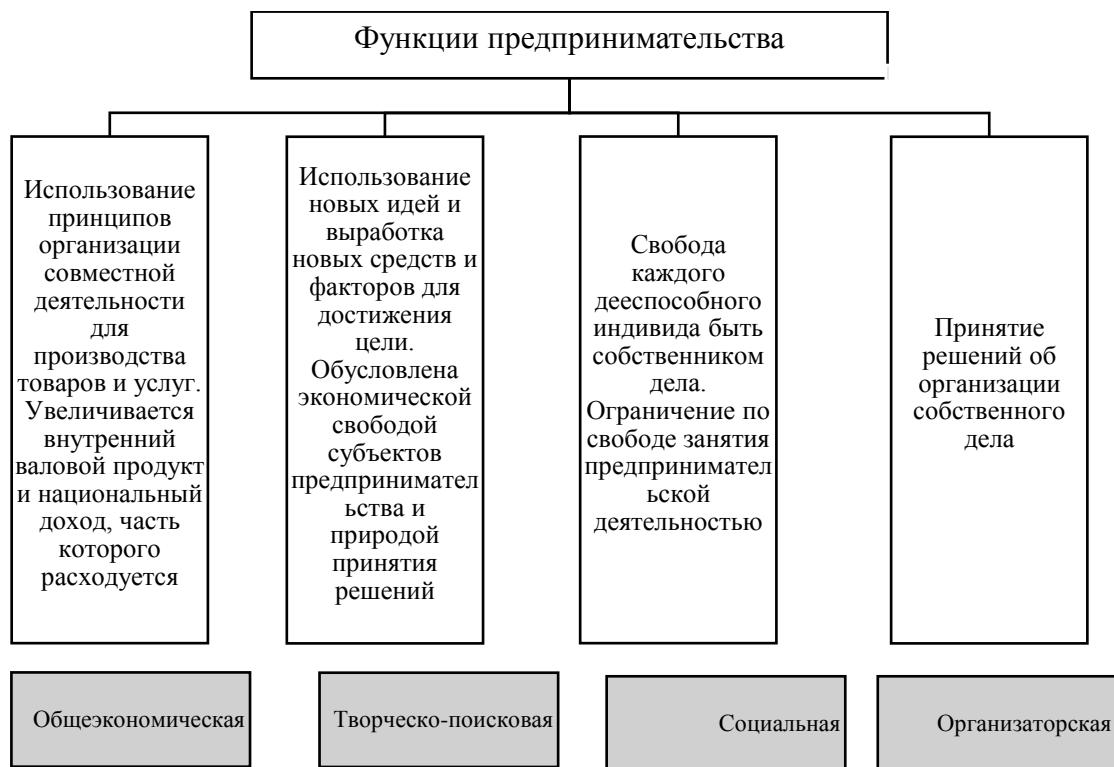 Функции предпринимательства
Использование
принципов
организации
совместной
деятельности
для
производства
товаров и услуг.
Увеличивается
внутренний
валовой продукт
и национальный
доход, часть
которого
расходуется
Использование
новых идей и
выработка
новых средств и
факторов для
достижения
цели.
Обусловлена
экономической
свободой
субъектов
предпринимател
ьства и
природой
принятия
решений
Свобода
каждого
дееспособного
индивида быть
собственником
дела.
Ограничение по
свободе занятия
предпринимател
ьской
деятельностью
Принятие
решений об
организации
собственного
дела
Общеэкономическая
Творческо-поисковая
Социальная
Организаторская